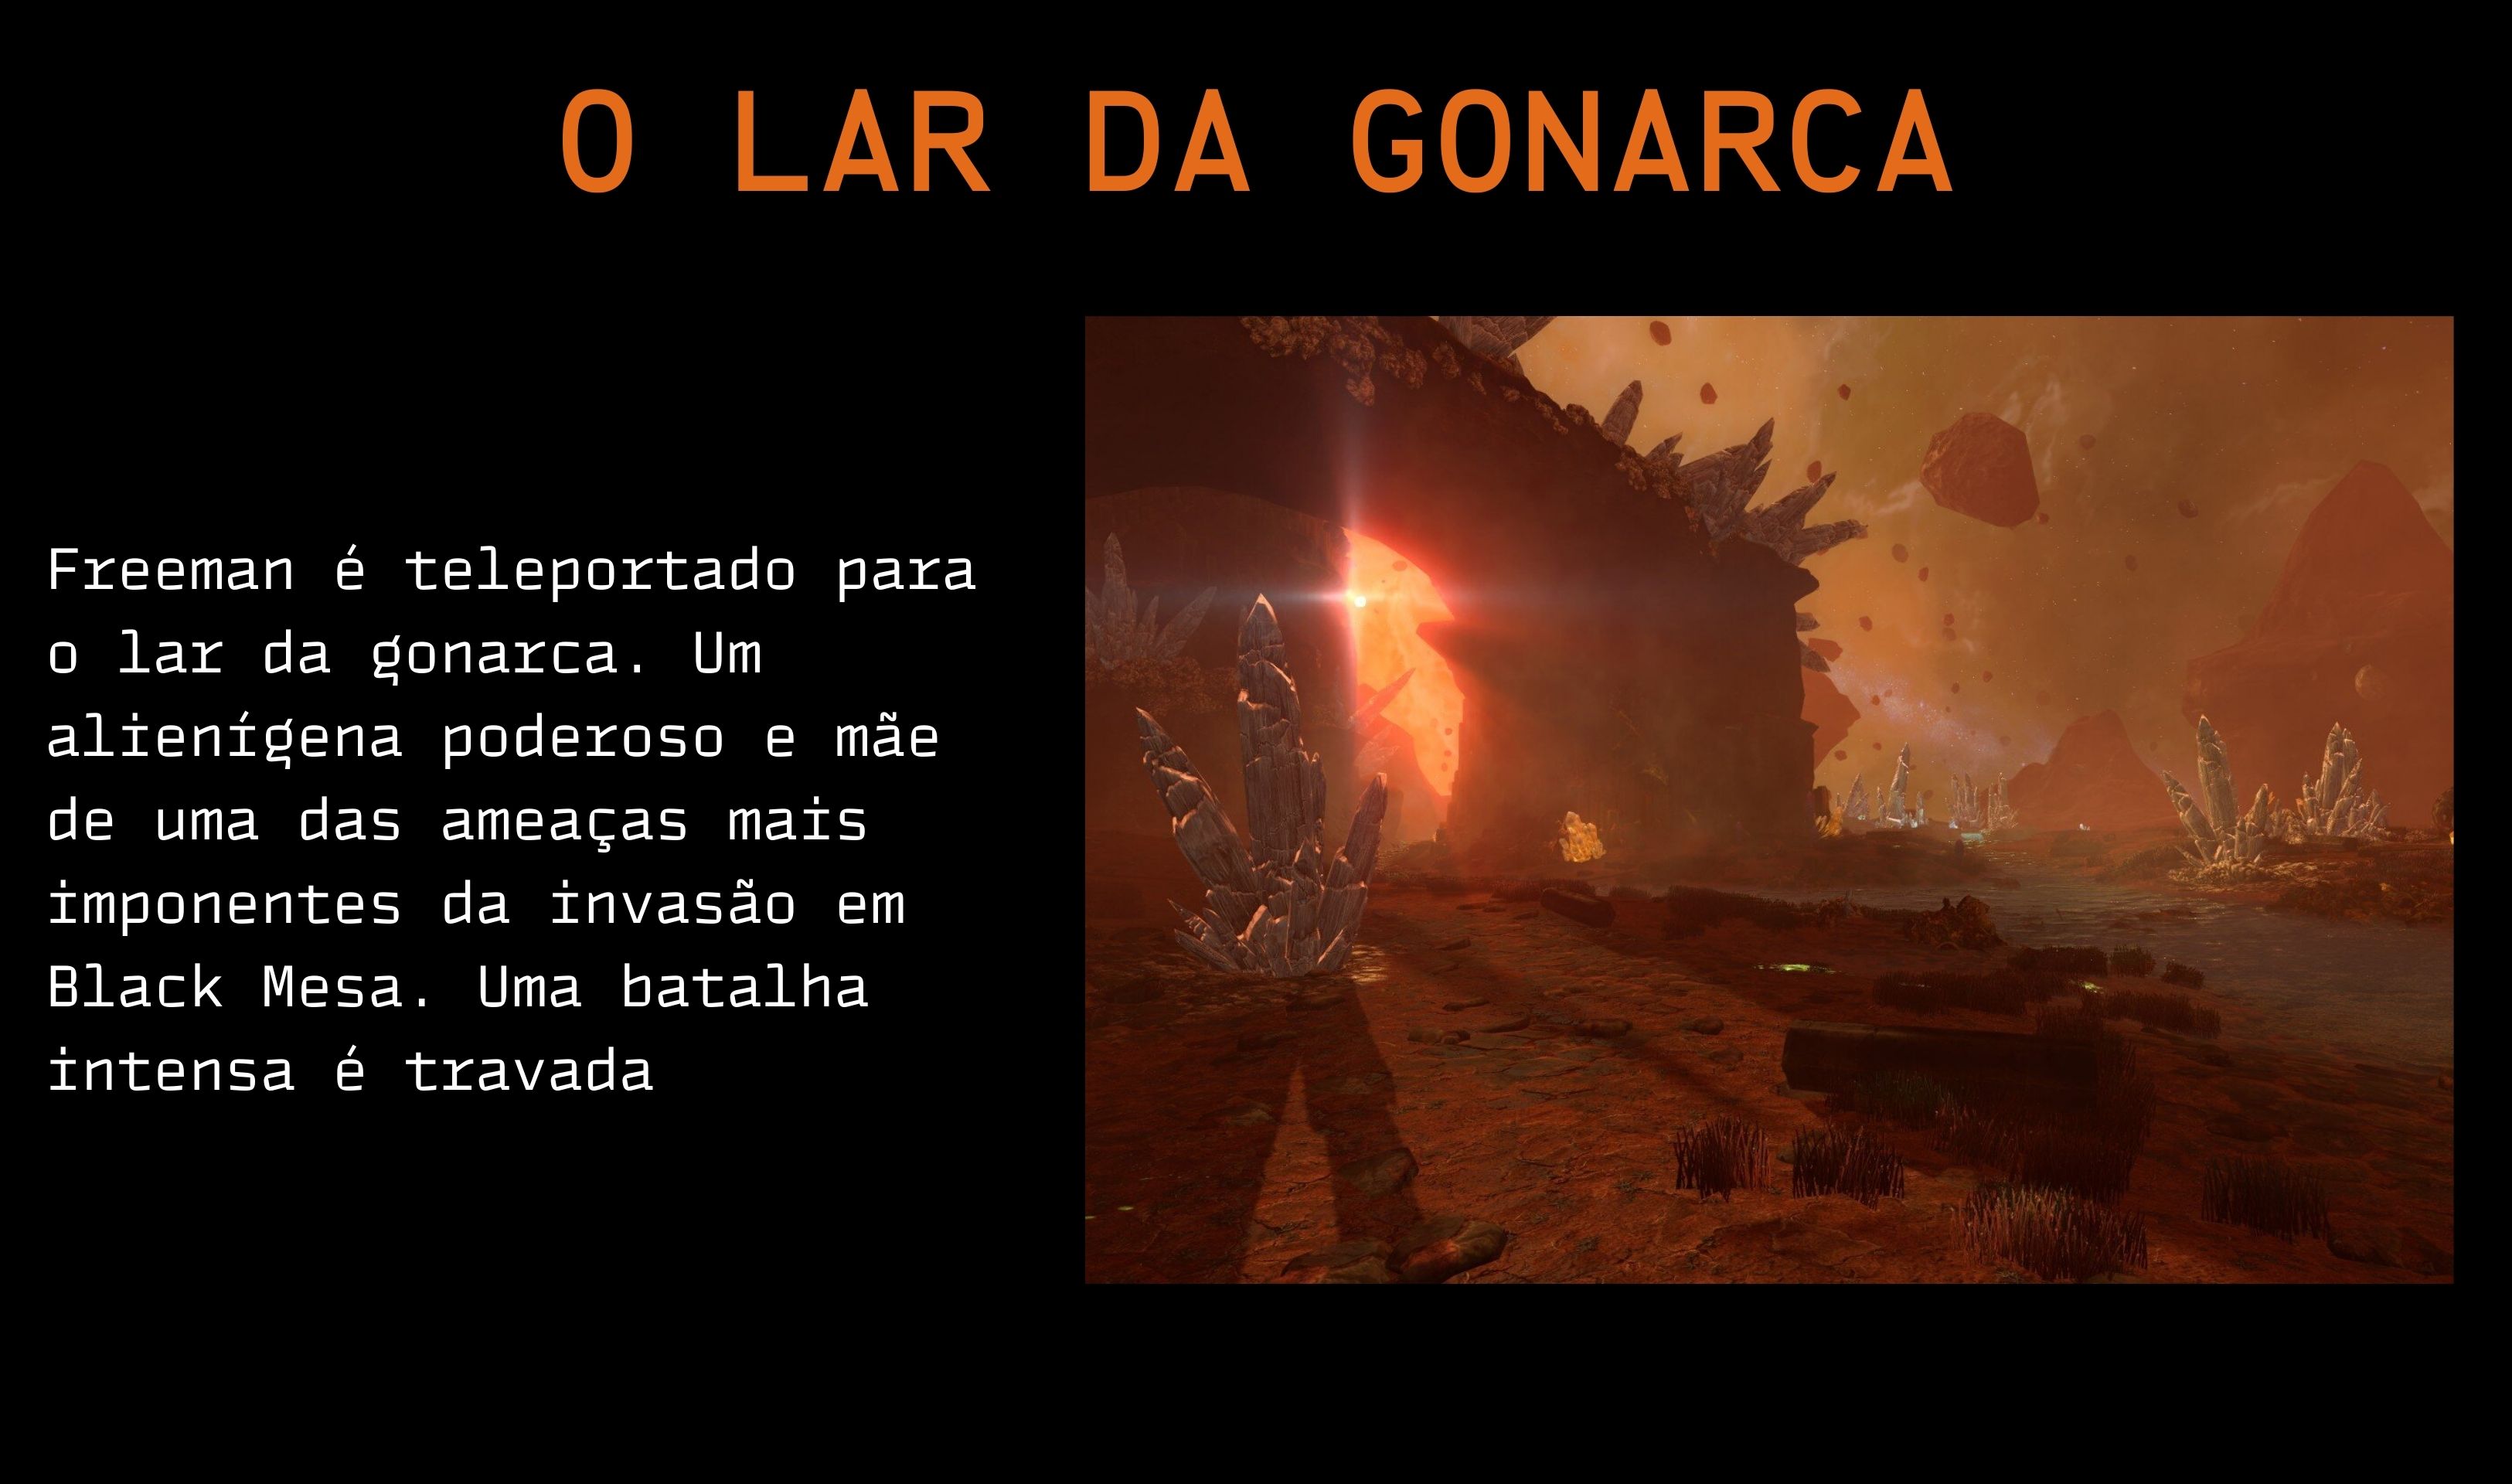 O LAR DA GONARCA
Freeman é teleportado para
o lar da gonarca. Um
alienígena poderoso e mãe
de uma das ameaças mais
imponentes da invasão em
Black Mesa. Uma batalha
intensa é travada